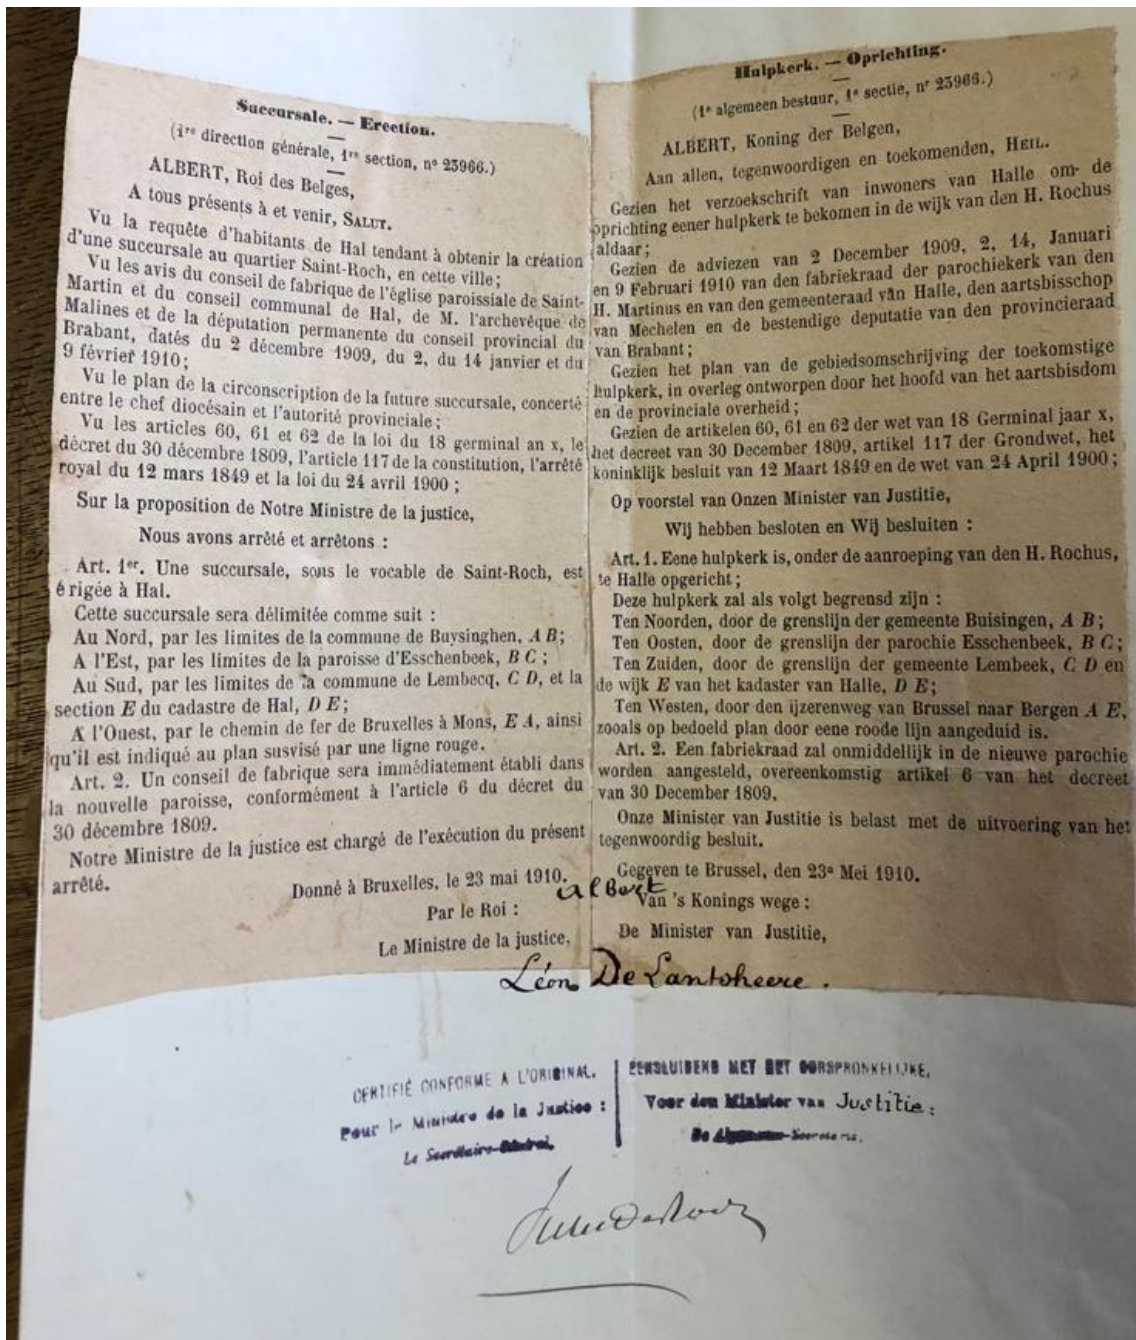 Succursale. — Erection.
(1re direction générale, 1re section, no 23966.)
ALBERT, Roi des Belges,
A tous présents à et venir, SALUT.
Vu la requête d'habitants de Hal tendant à obtenir la création
d'une succursale au quartier Saint-Roch, en cette ville;
Vu les avis du conseil de fabrique de l'église paroissiale de Saint-
Martin et du conseil communal de Hal, de M. l'archevêque de
Malines et de la députation permanente du conseil provincial du
Brabant, datés du 2 décembre 1909, du 2, du 14 janvier et du
9 février 1910;
Vu le plan de la circonscription de la future succursale, concerté
entre le chef diocésain et l'autorité provinciale;
Vu les articles 60, 61 et 62 de la loi du 18 germinal an X, le
décret du 30 décembre 1809, l'article 117 de la constitution, l'arrêté
royal du 12 mars 1849 et la loi du 24 avril 1900;
Sur la proposition de Notre Ministre de la justice,
Nous avons arrêté et arrêtons :
Art. 1er. Une succursale, sous le vocable de Saint-Roch, est
érigée à Hal.
Cette succursale sera délimitée comme suit :
Au Nord, par les limites de la commune de Buysinghen, A B;
A l'Est, par les limites de la paroisse d'Esschenbeek, B C;
Au Sud, par les limites de la commune de Lembecq. C D, et la
section E du cadastre de Hal, D E;
A l'Ouest, par le chemin de fer de Bruxelles à Mons, E A, ainsi
qu'il est indiqué au plan susvisé par une ligne rouge.
Art. 2. Un conseil de fabrique sera immédiatement établi dans
la nouvelle paroisse, conformément à l'article 6 du décret du
30 décembre 1809.
Notre Ministre de la justice est chargé de l'exécution du présent
arrêté.
Donné à Bruxelles, le 23 mai 1910.
Par le Roi :
Le Ministre de la justice,
Hulpkerk. — Oprichting.
(1e algemeen bestuur, 1e sectie, nr 23966.)
ALBERT, Koning der Belgen,
Aan allen, tegenwoordigen en toekomenden, HEIL.
Gezien het verzoekschrift van inwoners van Halle om de
oprichting eener hulpkerk te bekomen in de wijk van den H. Rochus
aldaar;
Gezien de adviezen van 2 December 1909, 2, 14, Januari
en 9 Februari 1910 van den fabriekraad der parochiekerk van den
H. Martinus en van den gemeenteraad van Halle, den aartsbisschop
van Mechelen en de bestendige deputatie van den provincieraad
van Brabant;
Gezien het plan van de gebiedsomschrijving der toekomstige
hulpkerk, in overleg ontworpen door het hoofd van het aartsbisdom
en de provinciale overheid;
Gezien de artikelen 60, 61 en 62 der wet van 18 Germinal jaar X,
het decreet van 30 December 1809, artikel 117 der Grondwet, het
koninklijk besluit van 12 Maart 1849 en de wet van 24 April 1900;
Op voorstel van Onzen Minister van Justitie,
Wij hebben besloten en Wij besluiten :
Art. 1. Eene hulpkerk is, onder de aanroeping van den H. Rochus,
te Halle opgericht;
Deze hulpkerk zal als volgt begrensd zijn :
Ten Noorden, door de grenslijn der gemeente Buisingen, A B;
Ten Oosten, door de grenslijn der parochie Esschenbeek, B C;
Ten Zuiden, door de grenslijn der gemeente Lembeek, C D en
de wijk E van het kadaster van Halle, D E;
Ten Westen, door den ijzerenweg van Brussel naar Bergen A E,
zooals op bedoeld plan door eene roode lijn aangeduid is.
Art. 2. Een fabriekraad zal onmiddellijk in de nieuwe parochie
worden aangesteld, overeenkomstig artikel 6 van het decreet
van 30 December 1809.
Onze Minister van Justitie is belast met de uitvoering van het
tegenwoordig besluit.
Gegeven te Brussel, den 23n Mei 1910.
Albert
Van 's Konings wege :
De Minister van Justitie,
Léon De Lantsheere.
CERTIFIÉ CONFORME A L'ORIGINAL.
Pour le Ministre de la Justice :
Le Secrétaire-Général,
EENSLUIDEND MET HET OORSPRONKELIJKE,
Voor den Minister van Justitie :
De Secretaris,